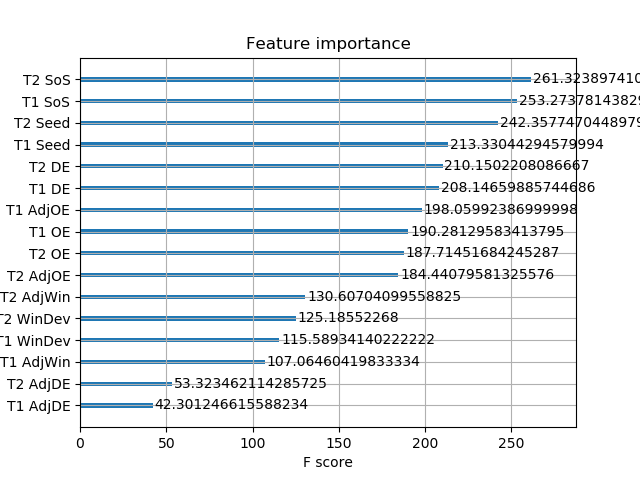 Feature importance
T2 SoS 261.323897410
T1 SoS 253.27378143829
T2 Seed 242.3577470448979
T1 Seed 213.33044294579994
T2 DE 210.1502208086667
T1 DE 208.14659885744686
T1 AdjOE 198.05992386999998
T1 OE 190.28129583413795
T2 OE 187.71451684245287
T2 AdjOE 184.44079581325576
T2 AdjWin 130.60704099558825
T2 WinDev 125.18552268
T1 WinDev 115.58934140222222
T1 AdjWin 107.06460419833334
T2 AdjDE 53.323462114285725
T1 AdjDE 42.301246615588234
0 50 100 150 200 250
F score